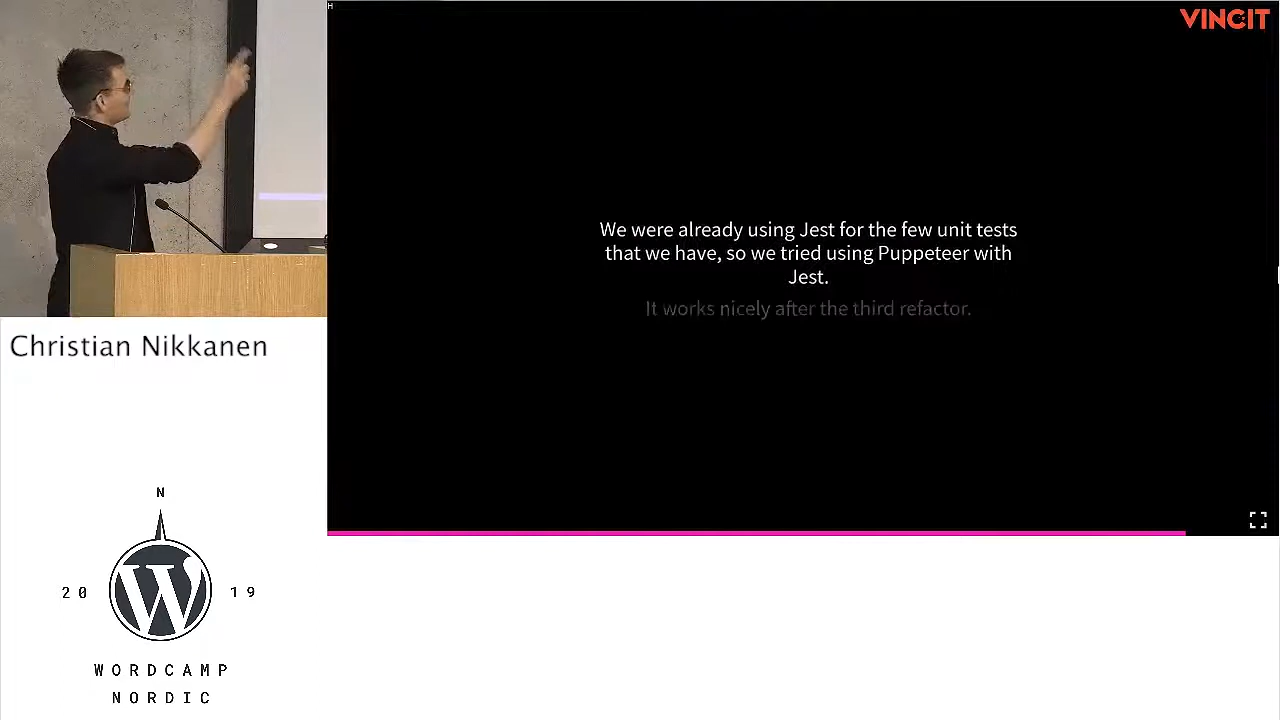 H
VINCIT
We were already using Jest for the few unit tests
that we have, so we tried using Puppeteer with
Jest.
It works nicely after the third refactor.
Christian Nikkanen
N
20 19
WORDCAMP
NORDIC